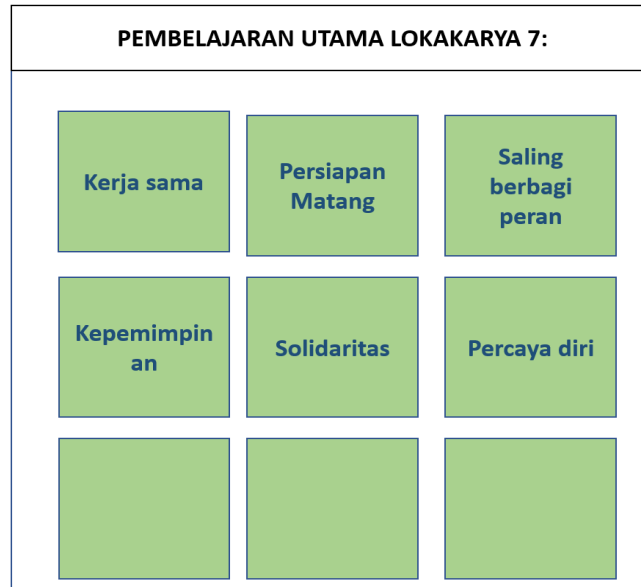 PEMBELAJARAN UTAMA LOKAKARYA 7:
Kerja sama
Persiapan
Matang
Saling
berbagi
peran
Kepemimpin
an
Solidaritas
Percaya diri